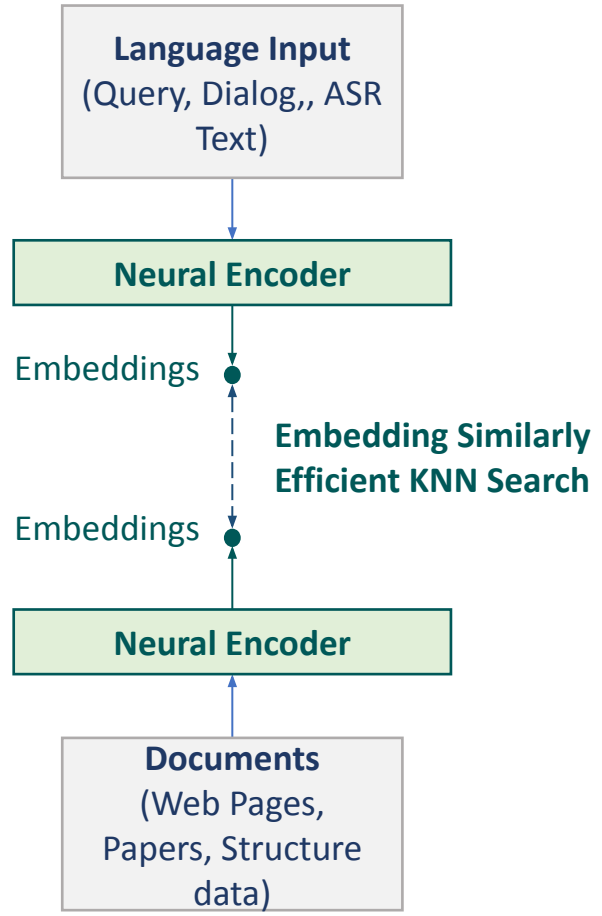 Language Input
(Query, Dialog,, ASR
Text)
Neural Encoder
Embeddings
Embedding Similarly
Efficient KNN Search
Embeddings
Neural Encoder
Documents
(Web Pages,
Papers, Structure
data)